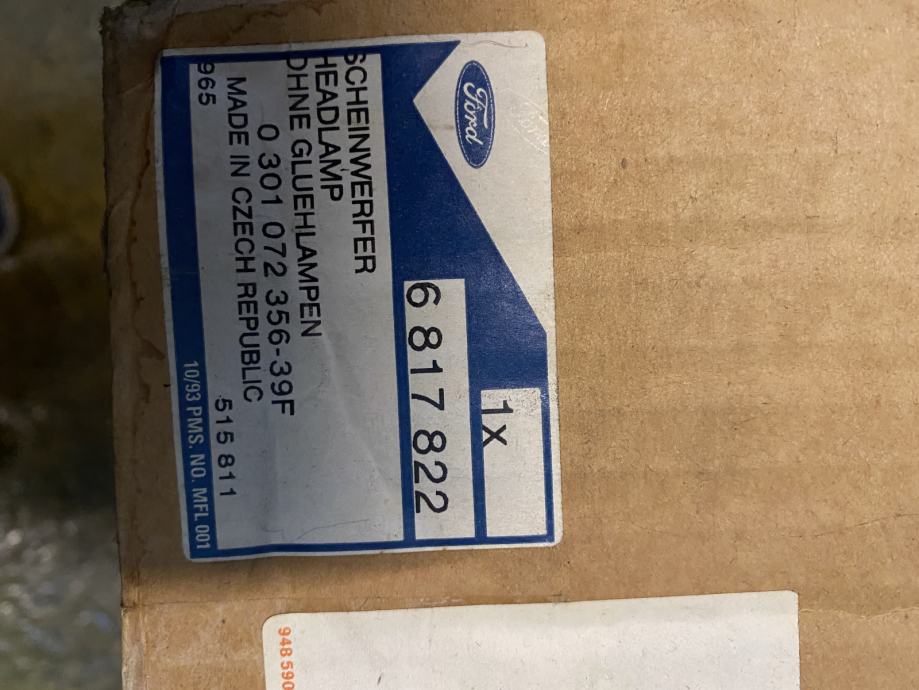 Ford
1X
6 817 822
SCHEINWERFER
HEADLAMP
OHNE GLUEHLAMPEN
0 301 072 356-39F
MADE IN CZECH REPUBLIC
965
515 811
10/93 PMS. NO. MFL 001
948 590